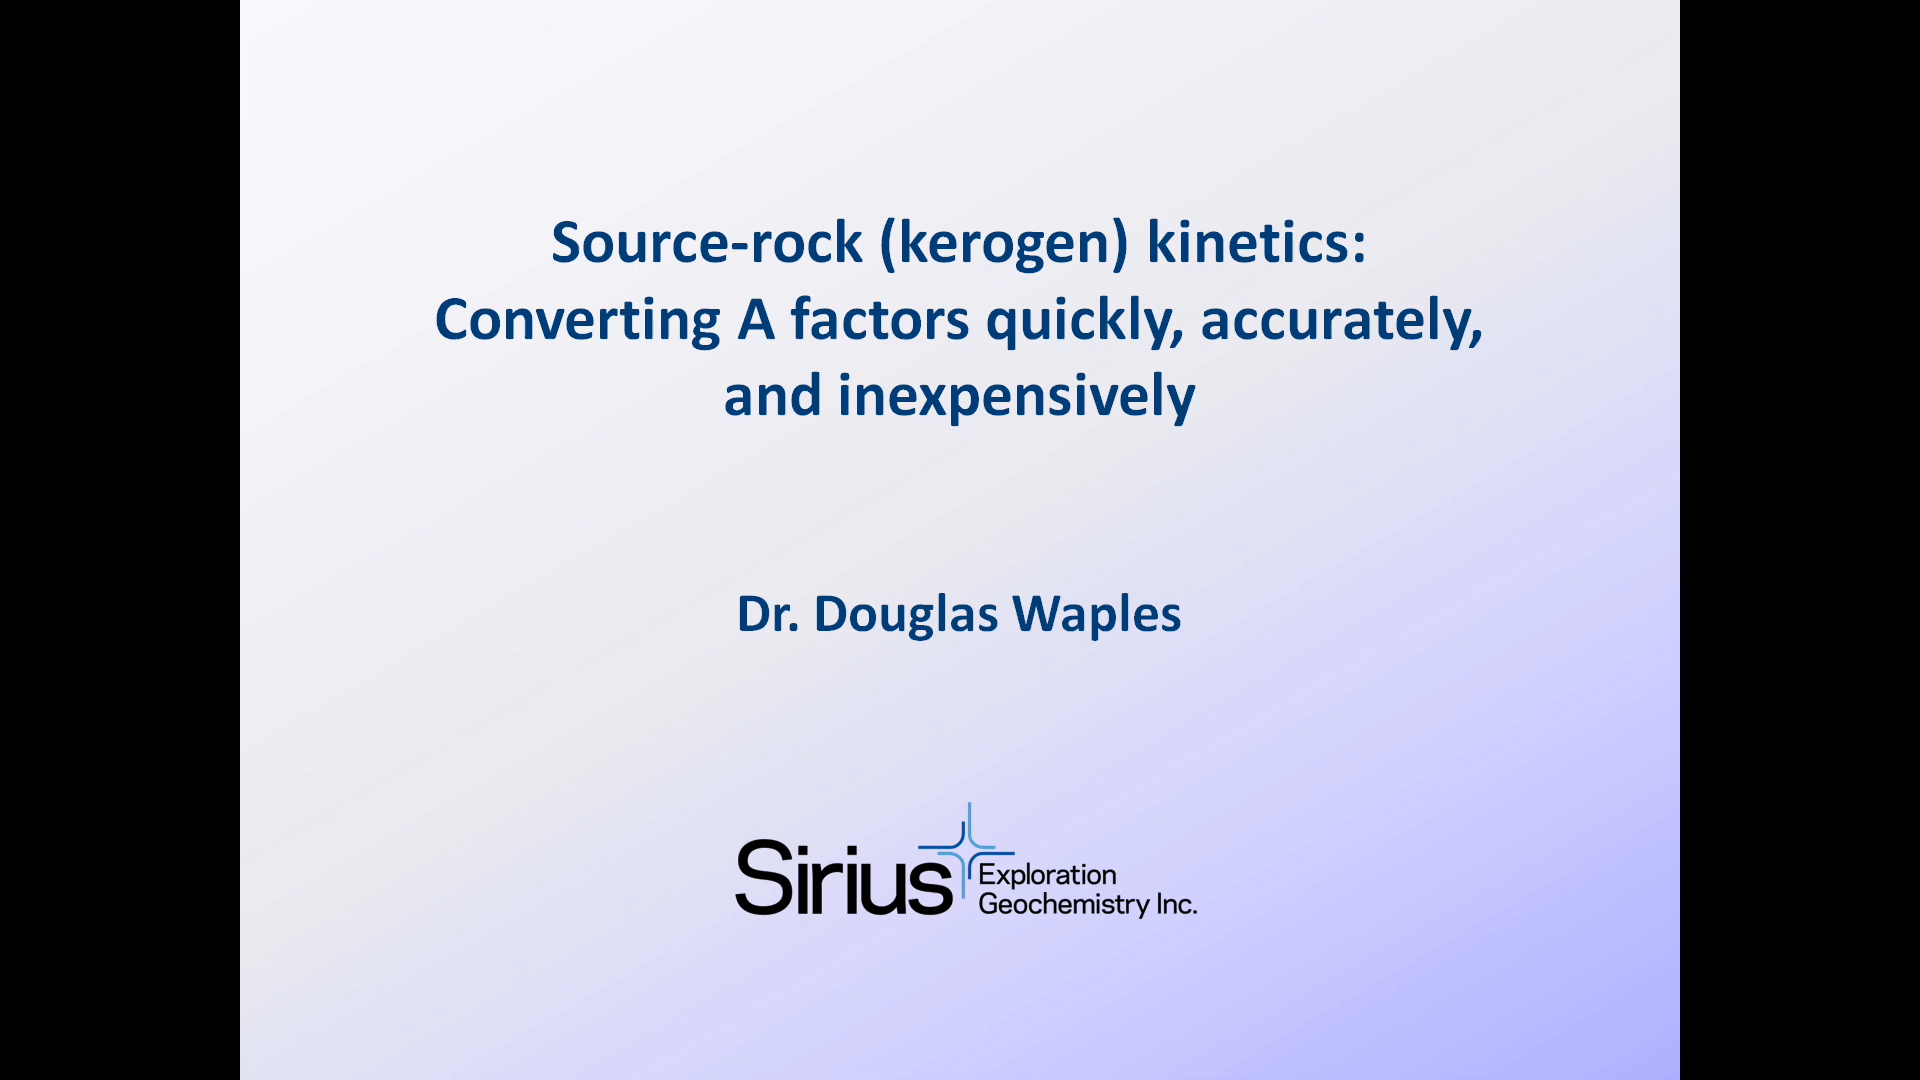 Source-rock (kerogen) kinetics:
Converting A factors quickly, accurately,
and inexpensively
Dr. Douglas Waples
Sirius
Exploration
Geochemistry Inc.